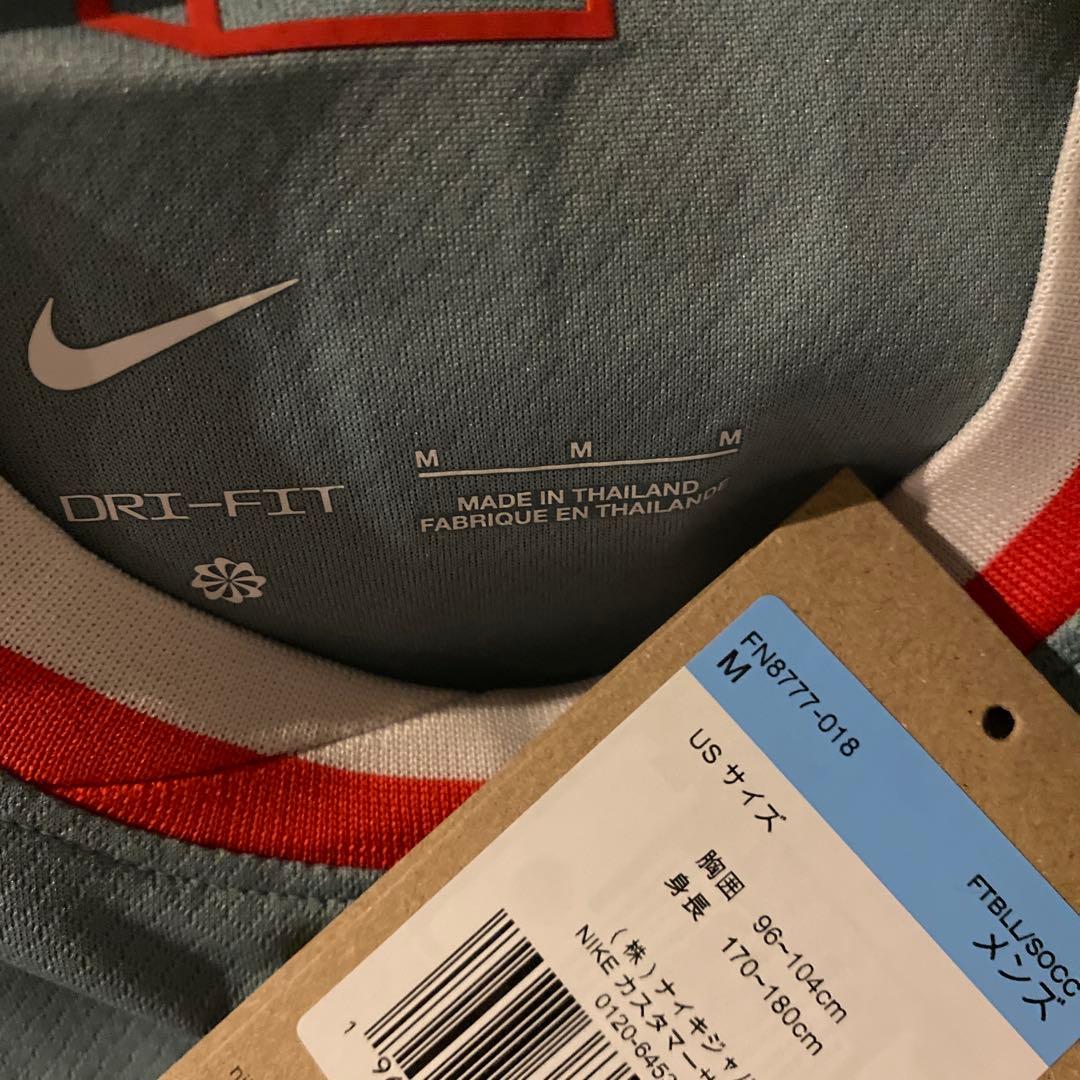 M M M
MADE IN THAILAND
FABRIQUE EN THAILANDE
DRI-FIT
FN8777-018
M
FTBLL/SOCC
メンズ
US サイズ
胸囲 96~104cm
身長 170~180cm
(株)ナイキジャパ
NIKE カスタマーサ
0120-645
1